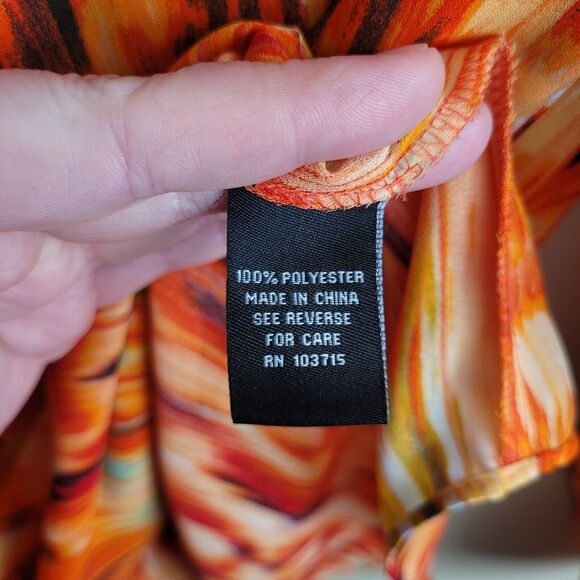 100% POLYESTER
MADE IN CHINA
SEE REVERSE
FOR CARE
RN 103715